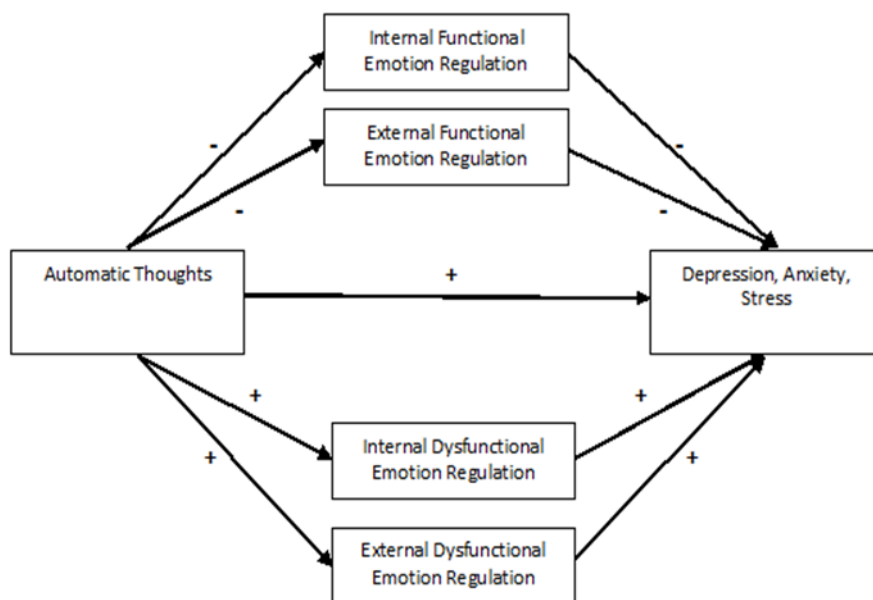 Internal Functional
Emotion Regulation
External Functional
Emotion Regulation
-
-
-
-
Automatic Thoughts
+
Depression, Anxiety,
Stress
+
+
+
+
Internal Dysfunctional
Emotion Regulation
External Dysfunctional
Emotion Regulation